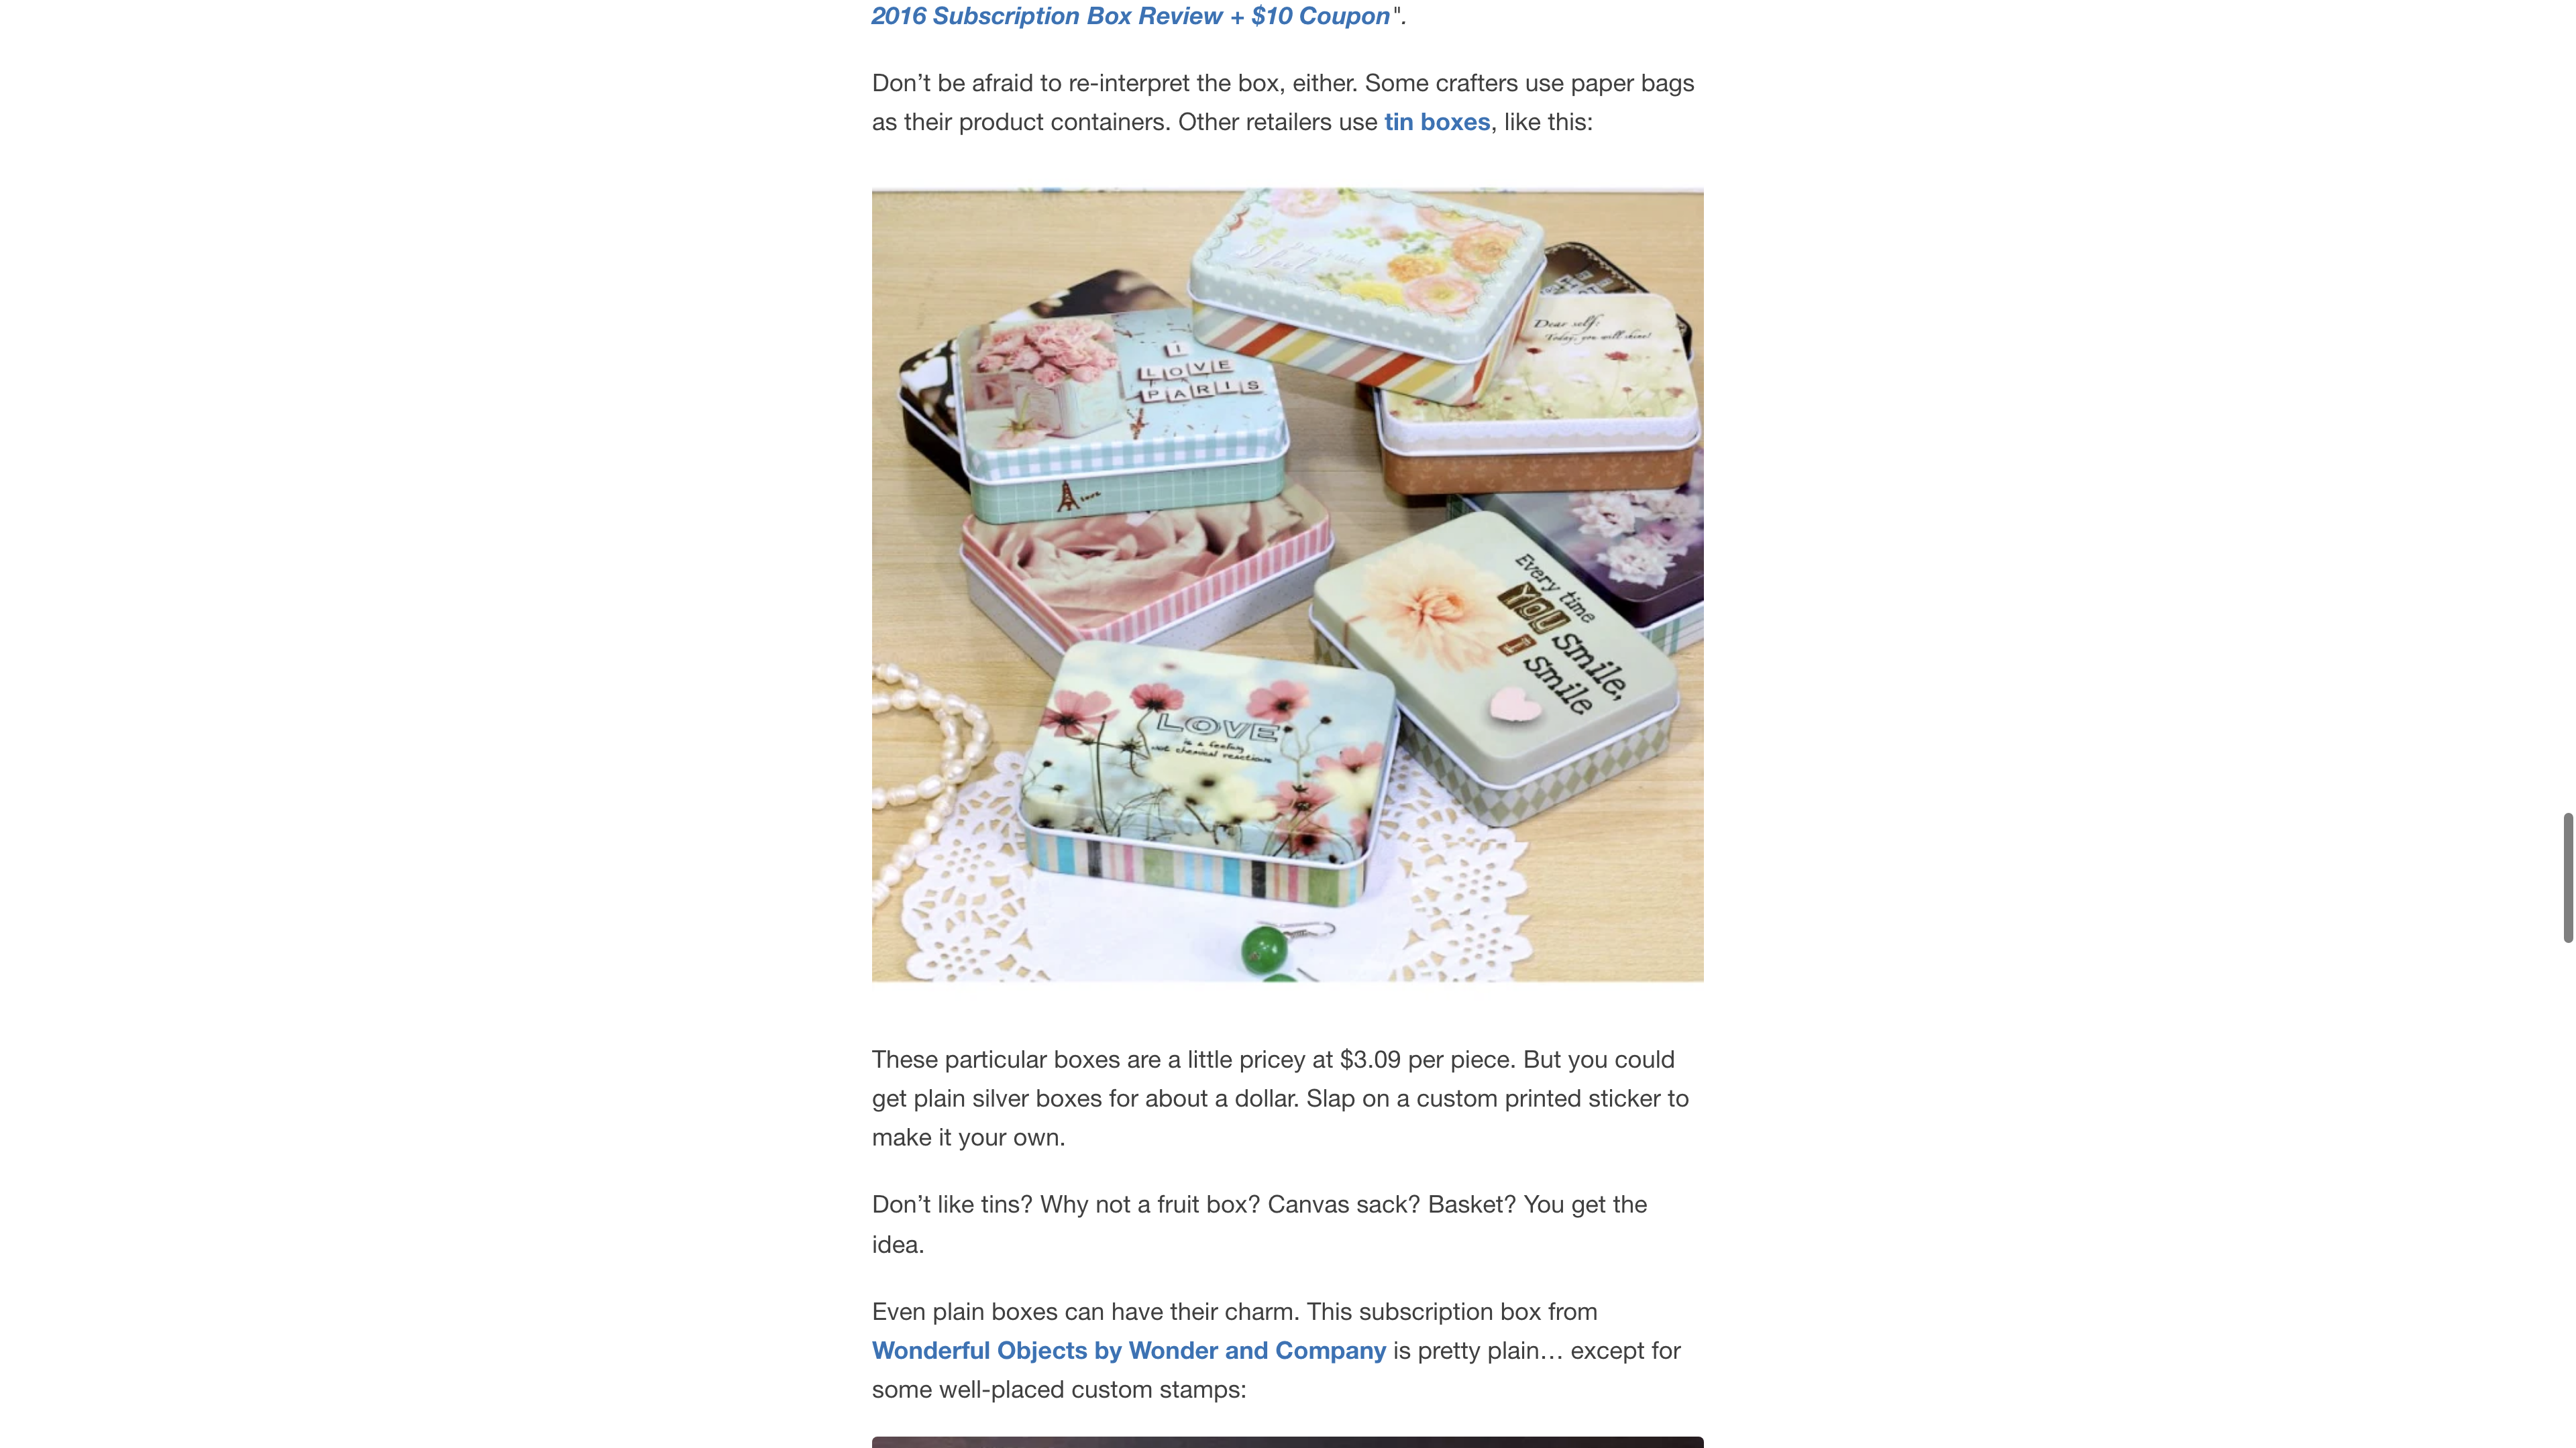 2016 Subscription Box Review + $10 Coupon".
Don’t be afraid to re-interpret the box, either. Some crafters use paper bags
as their product containers. Other retailers use tin boxes, like this:
Dear self:
Today, you will shine!
I
LOVE
PARIS
Love
Every time
YOU Smile,
I Smile
LOVE
is a feeling
not chemical reactions
These particular boxes are a little pricey at $3.09 per piece. But you could
get plain silver boxes for about a dollar. Slap on a custom printed sticker to
make it your own.
Don’t like tins? Why not a fruit box? Canvas sack? Basket? You get the
idea.
Even plain boxes can have their charm. This subscription box from
Wonderful Objects by Wonder and Company is pretty plain… except for
some well-placed custom stamps: